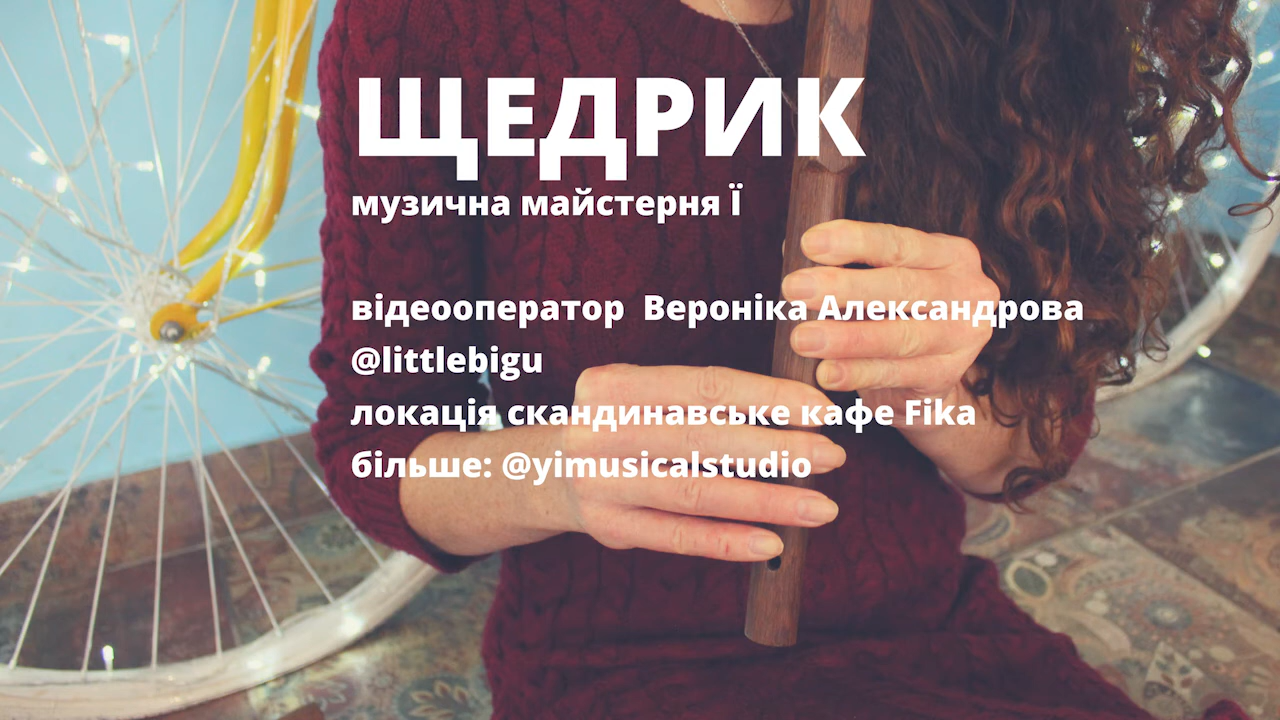 ЩЕДРИК
музична майстерня Ї
відеооператор Вероніка Александрова
@littlebigu
локація скандинавське кафе Fika
більше: @yimusicalstudio